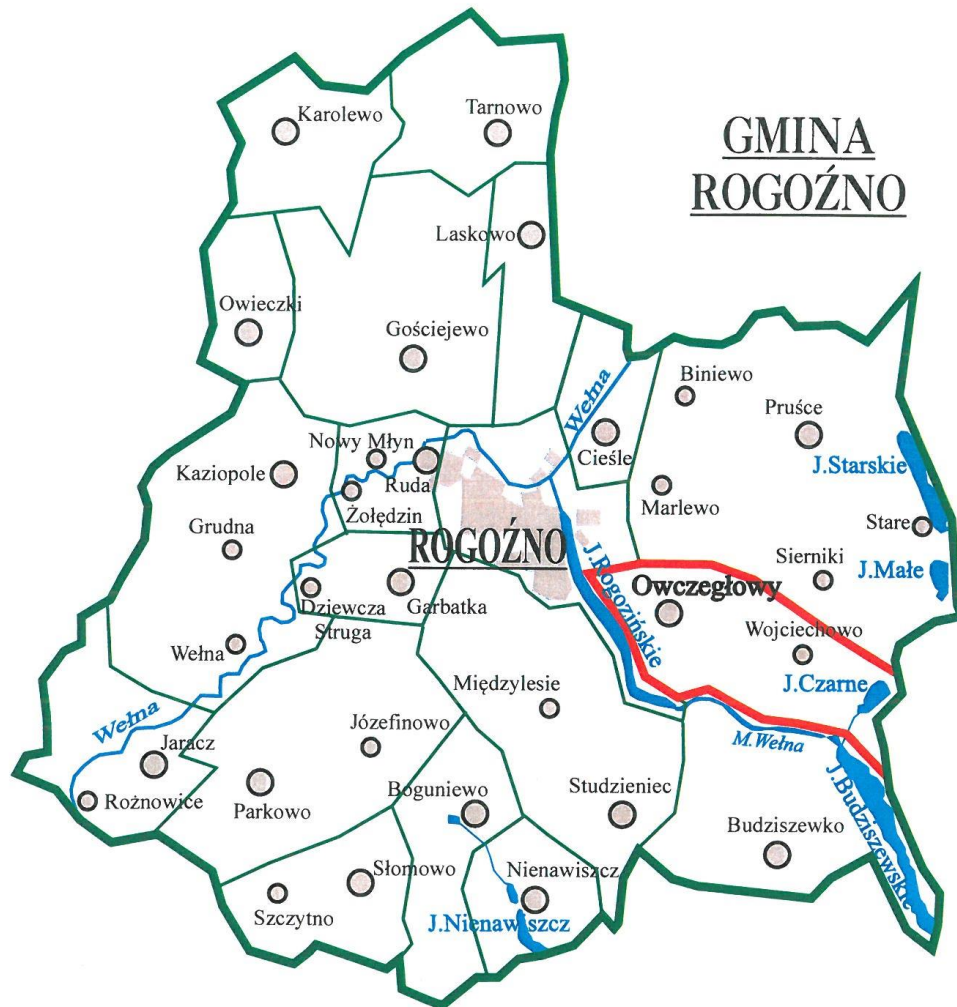 GMINA
ROGOŹNO
Karolewo
Tarnowo
Laskowo
Owieczki
Gościejewo
Wełna
Biniewo
Pruśce
Nowy Młyn
Cieśle
Kaziopole
Ruda
J.Starskie
Żołędzin
Marlewo
Grudna
Stare
ROGOŹNO
J.Rogozińskie
Sierniki
J.Małe
Owczegłowy
Dziewcza
Struga
Garbatka
Wojciechowo
Wełna
J.Czarne
Międzylesie
Wełna
Józefinowo
M.Wełna
Jaracz
Rożnowice
Parkowo
Boguniewo
Studzieniec
J.Budziszewskie
Budziszewko
Słomowo
Nienawiszcz
Szczytno
J.Nienawiszcz